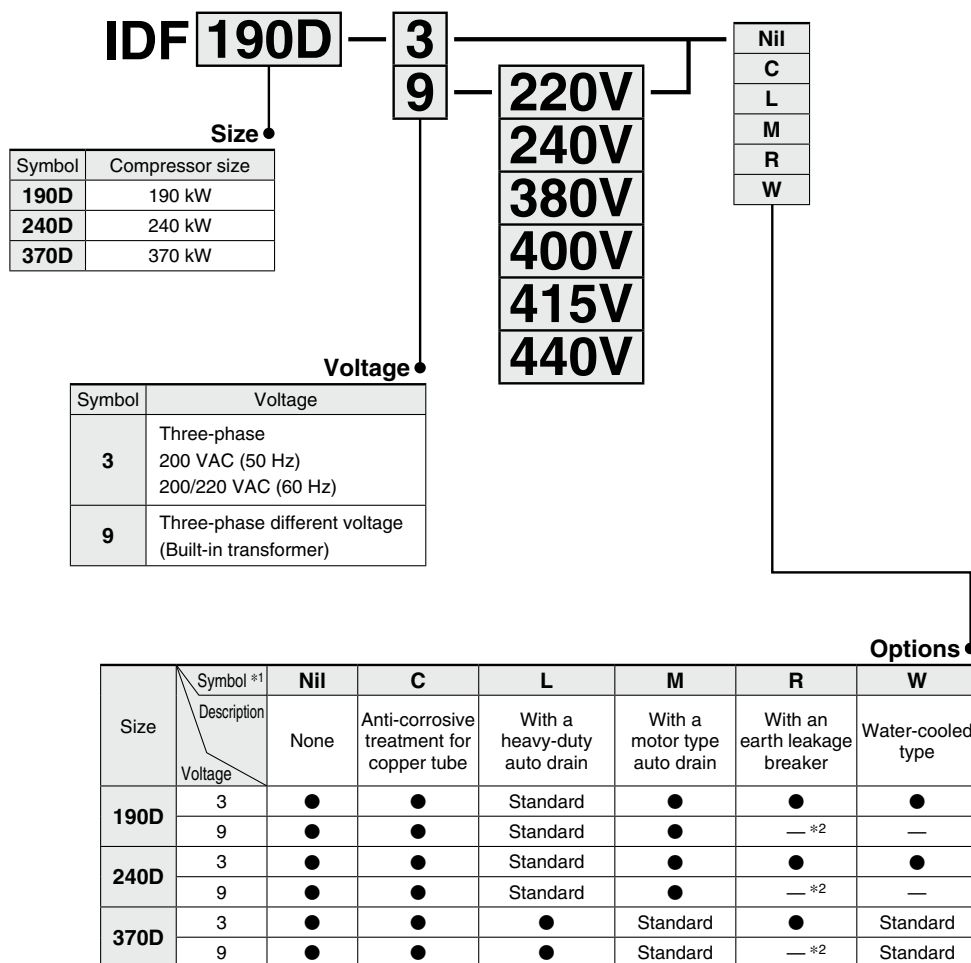 IDF 190D — 3
9 — 220V
240V
380V
400V
415V
440V
Nil
C
L
M
R
W
Size
Symbol Compressor size
190D 190 kW
240D 240 kW
370D 370 kW
Voltage
Symbol Voltage
3 Three-phase
200 VAC (50 Hz)
200/220 VAC (60 Hz)
9 Three-phase different voltage
(Built-in transformer)
Options
Size Symbol *1 Description Voltage Nil C L M R W
None Anti-corrosive treatment for copper tube With a heavy-duty auto drain With a motor type auto drain With an earth leakage breaker Water-cooled type
190D 3 ● ● Standard ● ● ●
9 ● ● Standard ● — *2 —
240D 3 ● ● Standard ● ● ●
9 ● ● Standard ● — *2 —
370D 3 ● ● ● Standard ● Standard
9 ● ● ● Standard — *2 Standard